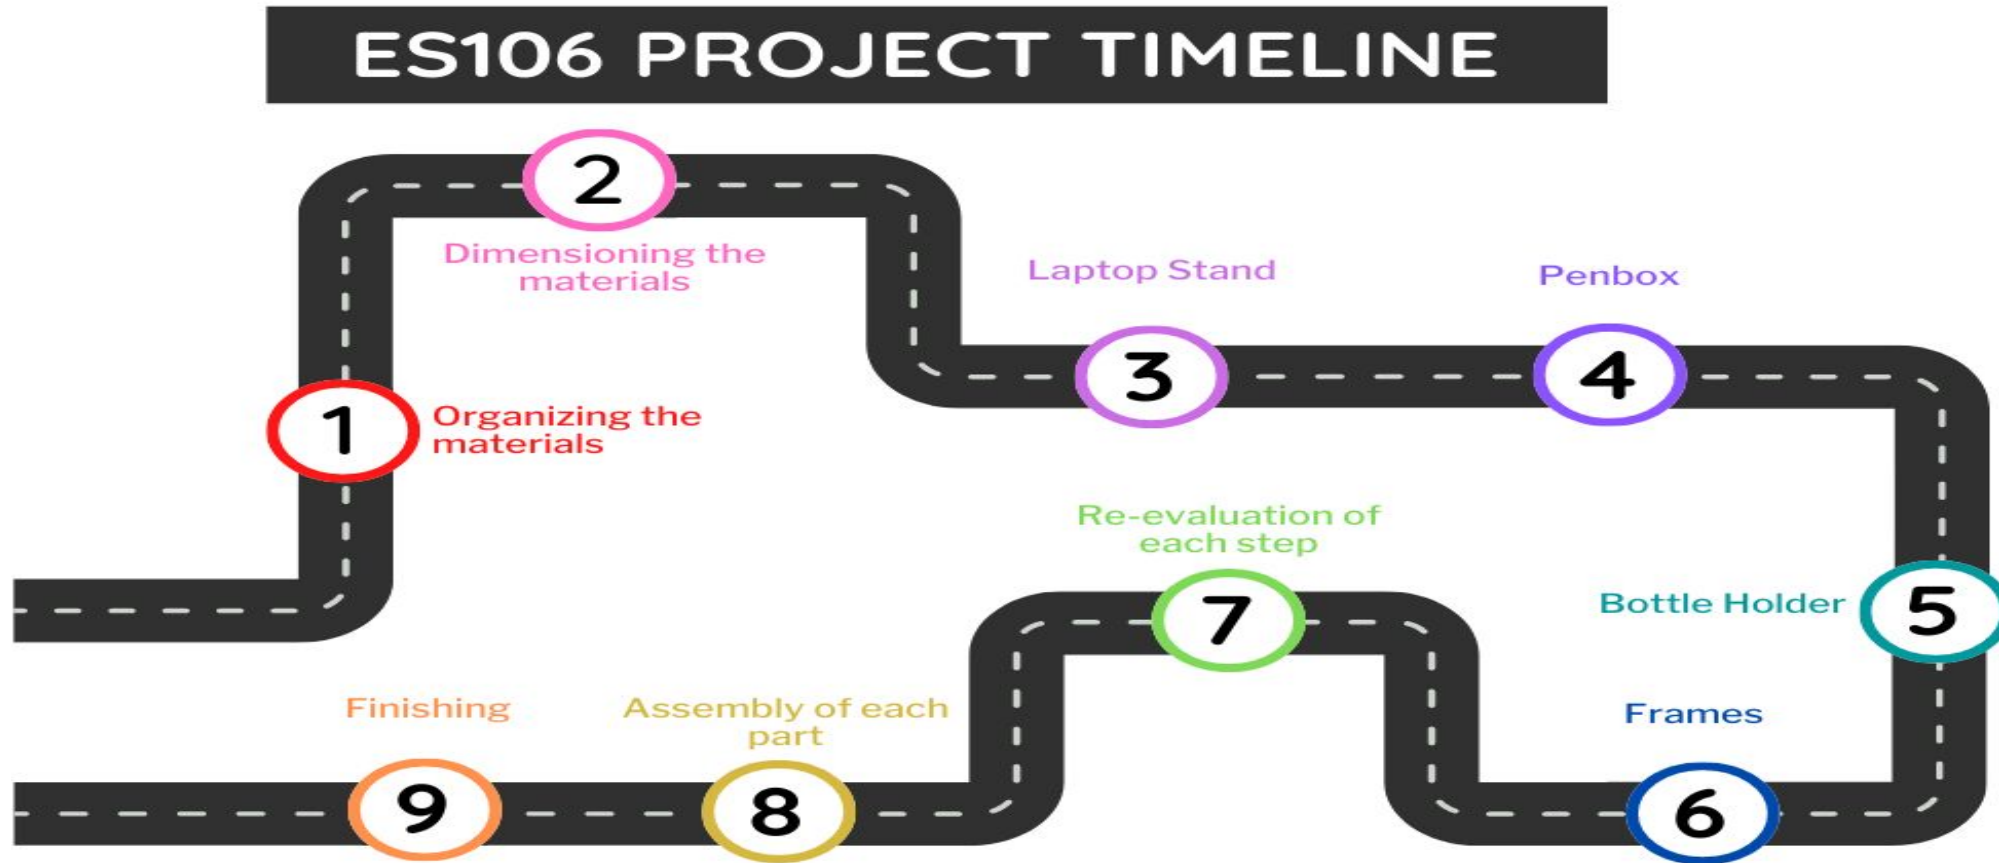 ES106 PROJECT TIMELINE
2
Dimensioning the
materials
1
Organizing the
materials
Laptop Stand
3
Penbox
4
Bottle Holder
5
Frames
6
Re-evaluation of
each step
7
Assembly of each
part
8
Finishing
9